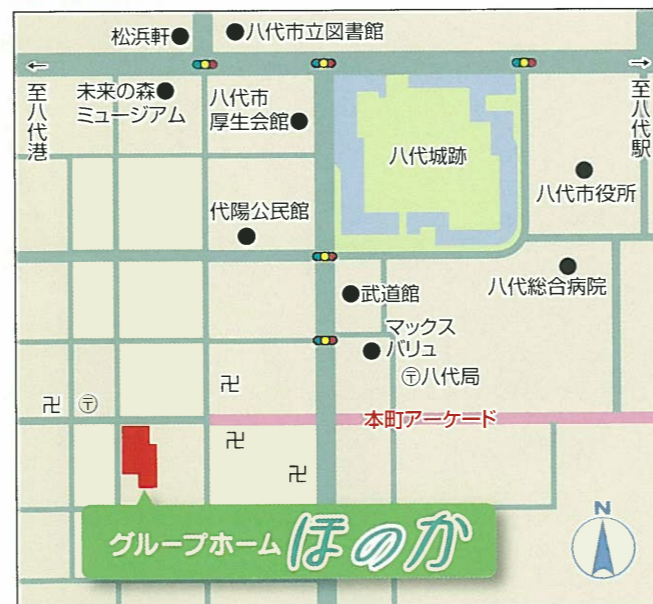 松浜軒
八代市立図書館
←
至八代港
→
至八代駅
未来の森
ミュージアム
八代市
厚生会館
八代城跡
八代市役所
代陽公民館
八代総合病院
武道館
マックス
バリュ
〒八代局
卍
卍
〒
本町アーケード
卍
卍
グループホーム ほのか
N